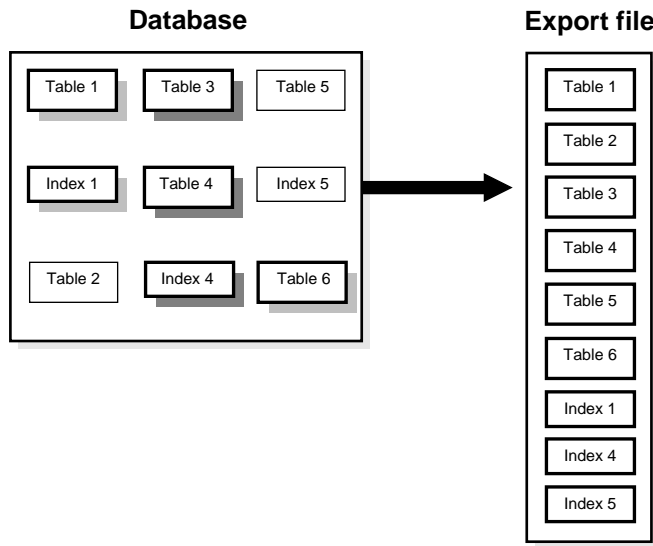 Database
Export file
Table 1
Table 3
Table 5
Index 1
Table 4
Index 5
Table 2
Index 4
Table 6
Table 1
Table 2
Table 3
Table 4
Table 5
Table 6
Index 1
Index 4
Index 5